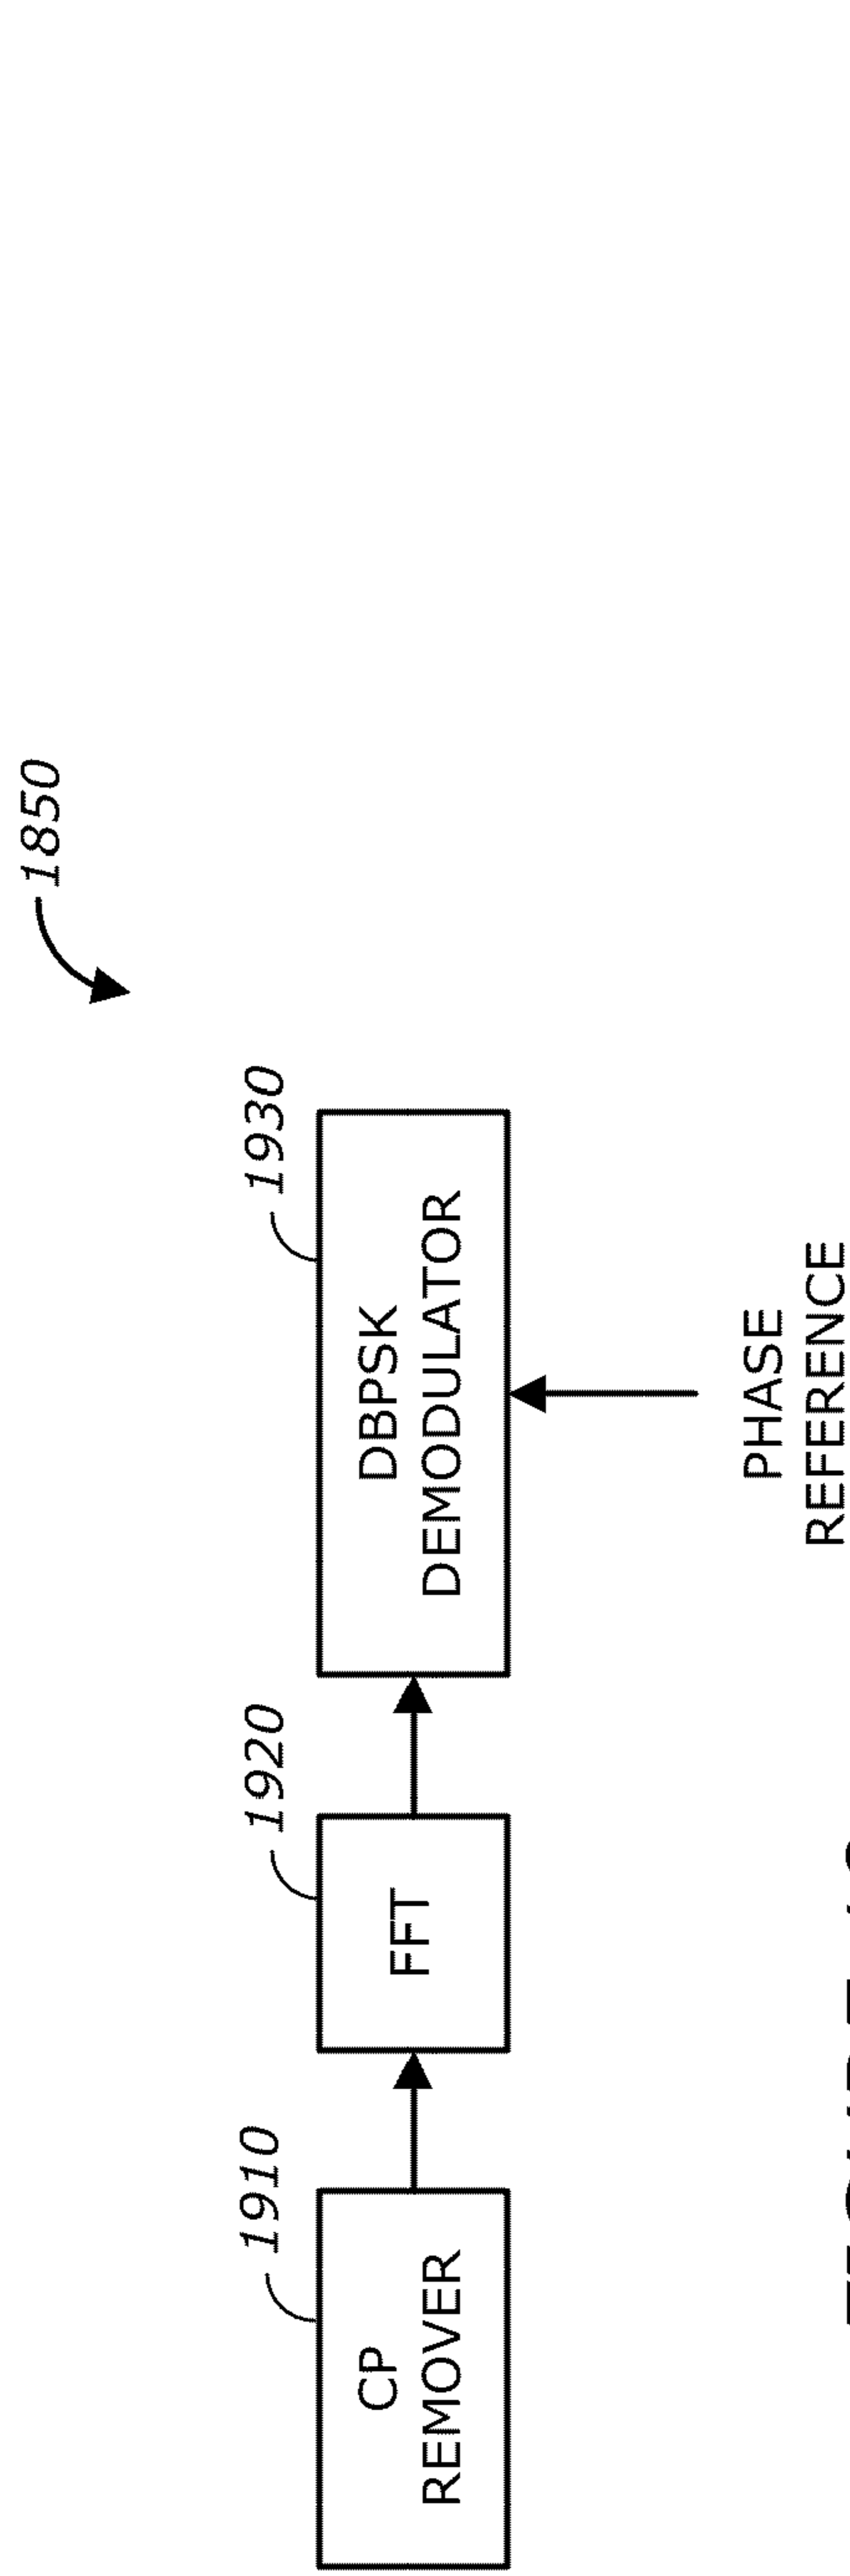 1850
1910
1920
1930
CP
REMOVER
FFT
DBPSK
DEMODULATOR
PHASE
REFERENCE